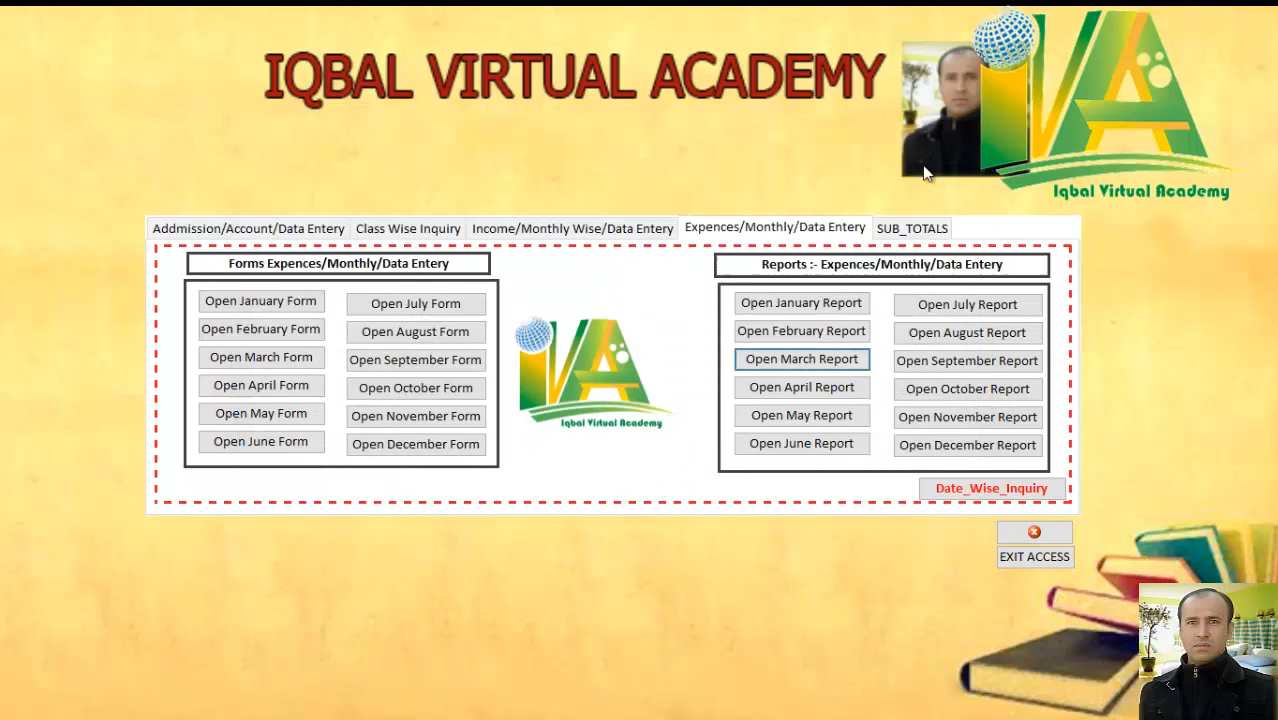 IQBAL VIRTUAL ACADEMY
Iqbal Virtual Academy
Addmission/Account/Data Entery
Class Wise Inquiry
Income/Monthly Wise/Data Entery
Expences/Monthly/Data Entery
SUB_TOTALS
Forms Expences/Monthly/Data Entery
Open January Form
Open February Form
Open March Form
Open April Form
Open May Form
Open June Form
Open July Form
Open August Form
Open September Form
Open October Form
Open November Form
Open December Form
Iqbal Virtual Academy
Reports :- Expences/Monthly/Data Entery
Open January Report
Open February Report
Open March Report
Open April Report
Open May Report
Open June Report
Open July Report
Open August Report
Open September Report
Open October Report
Open November Report
Open December Report
Date_Wise_Inquiry
EXIT ACCESS